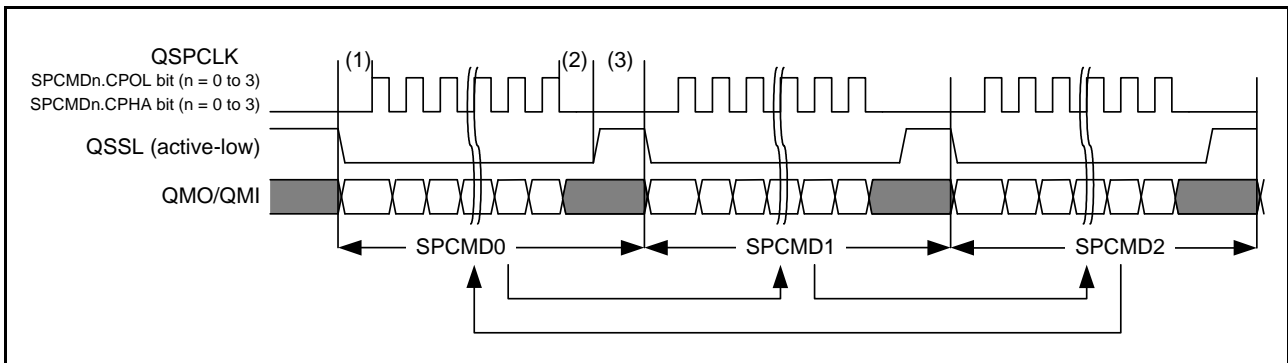 QSPCLK
(1) (2) (3)
SPCMDn.CPOL bit (n = 0 to 3)
SPCMDn.CPHA bit (n = 0 to 3)
QSSL (active-low)
QMO/QMI
SPCMD0 SPCMD1 SPCMD2